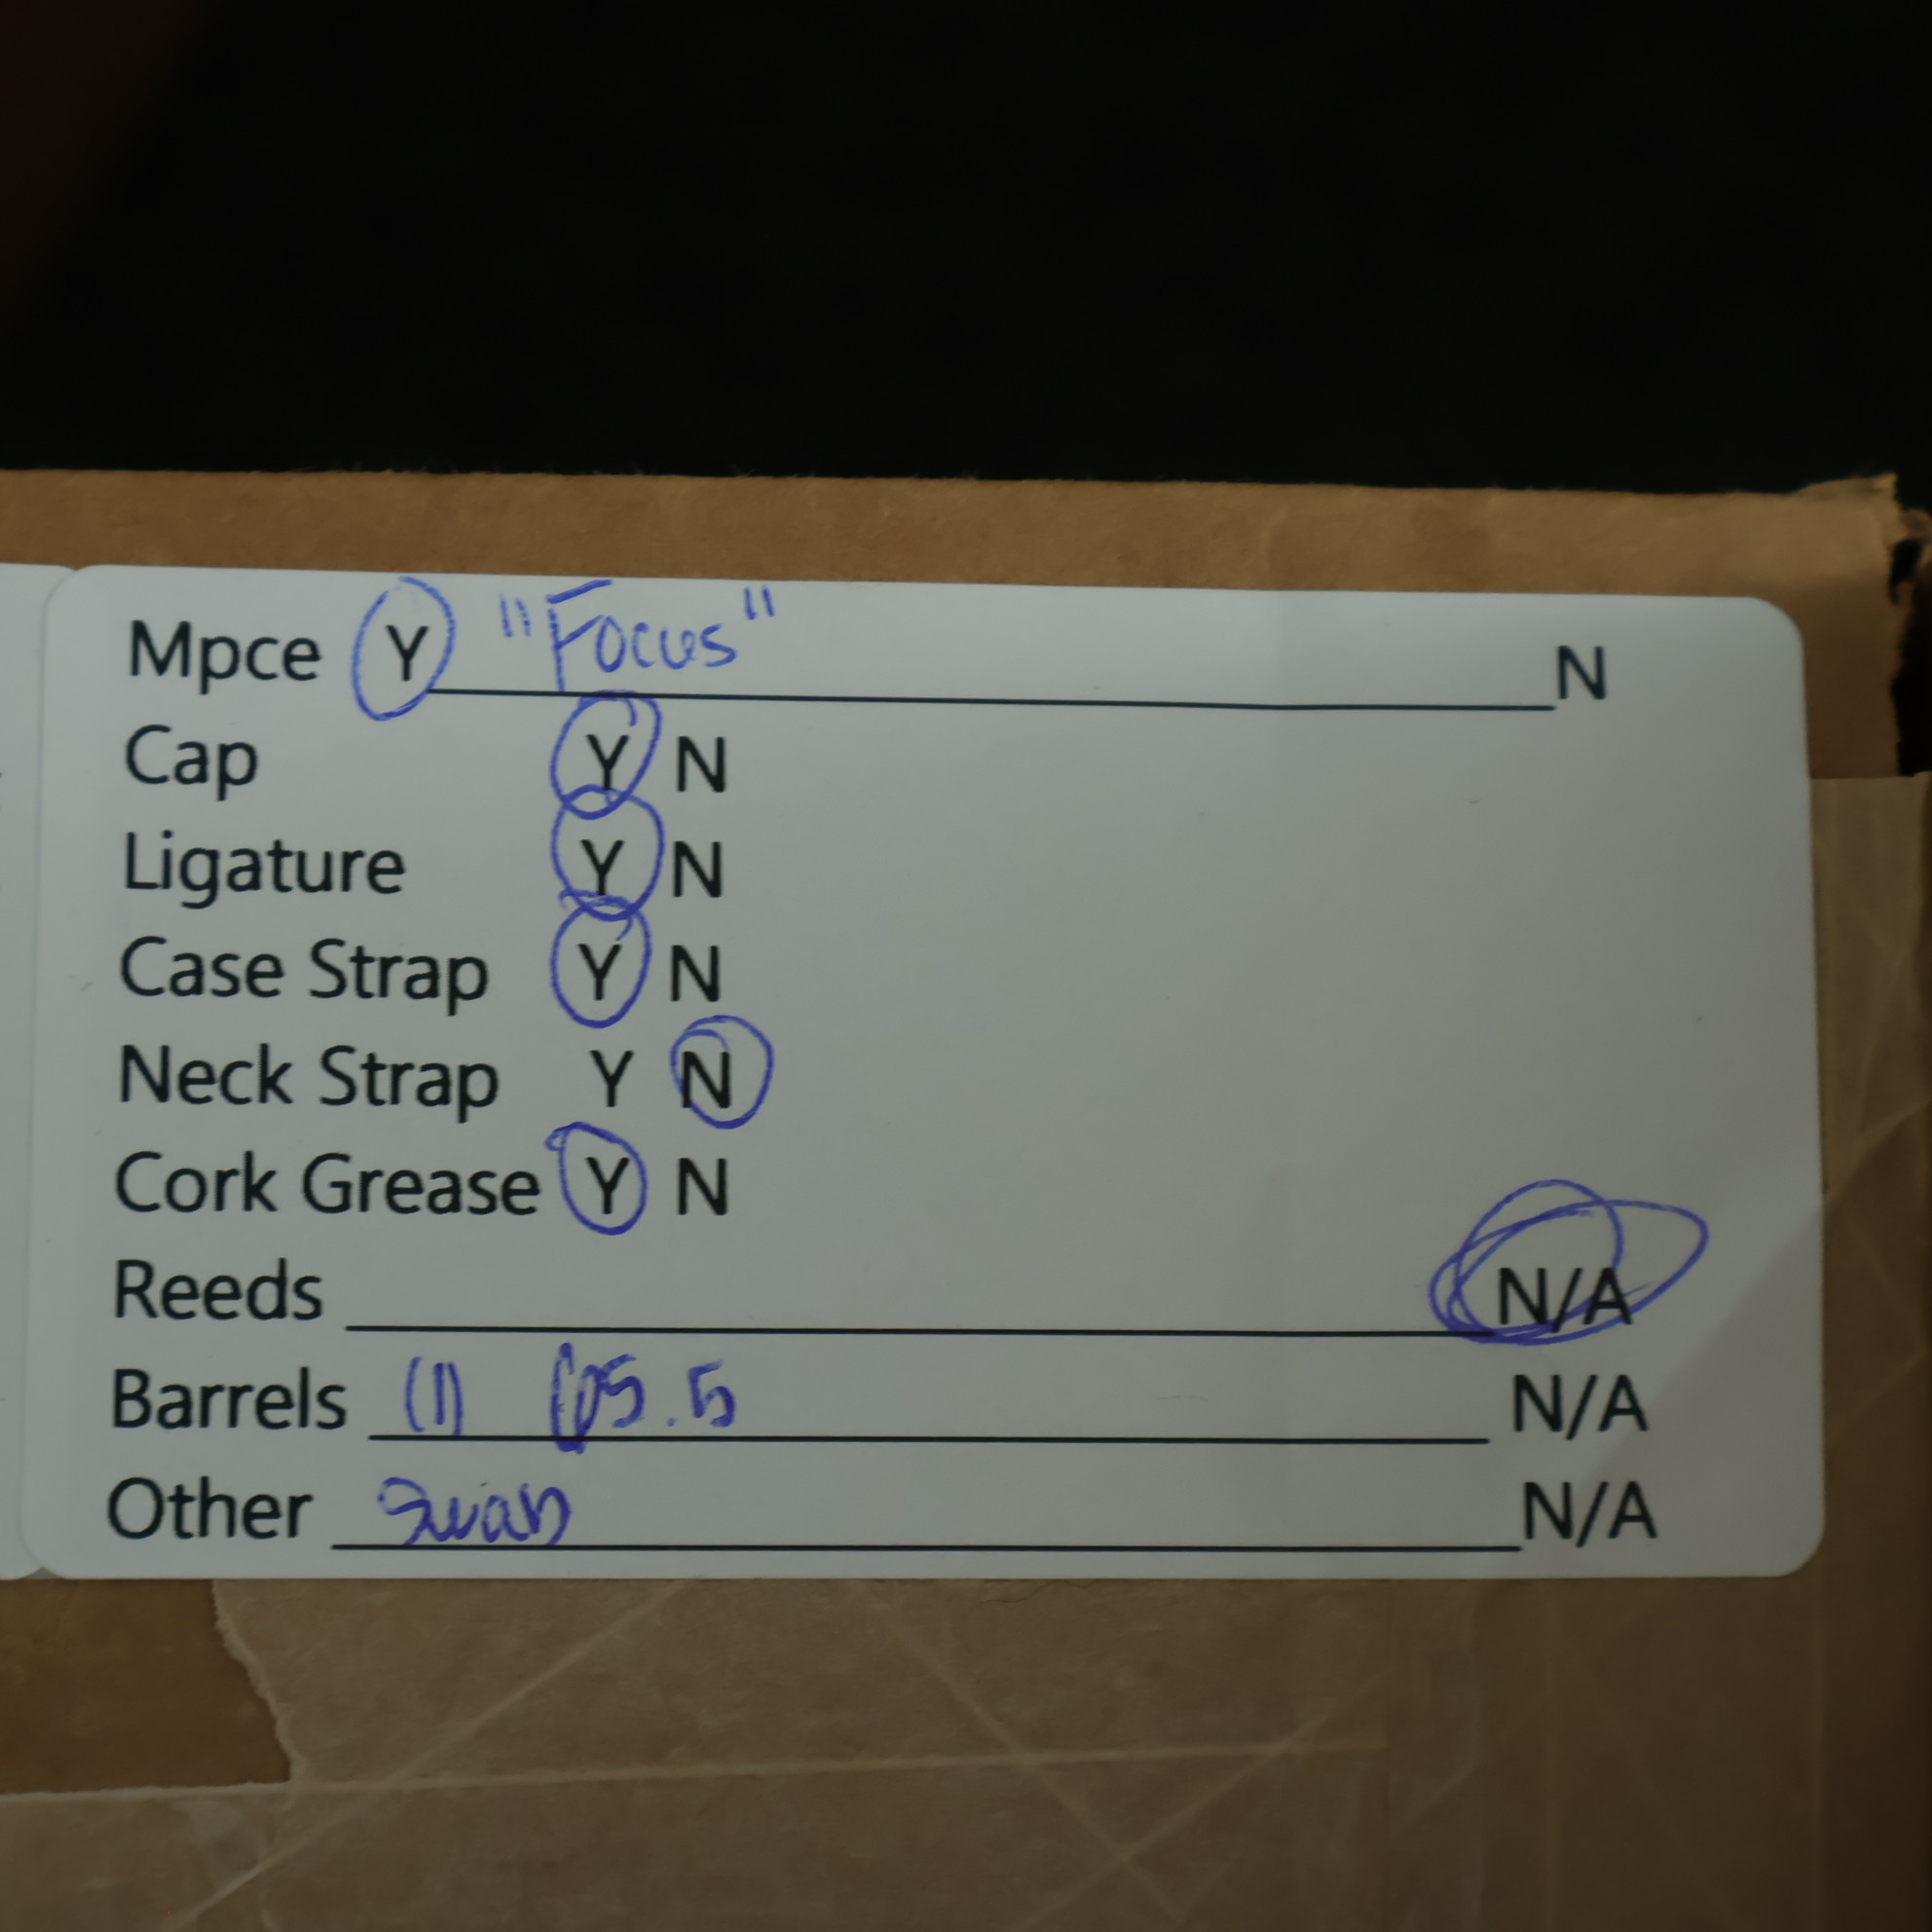 Mpce Y "Focus" N
Cap Y N
Ligature Y N
Case Strap Y N
Neck Strap Y N
Cork Grease Y N
Reeds N/A
Barrels (1) 65.5 N/A
Other Swab N/A